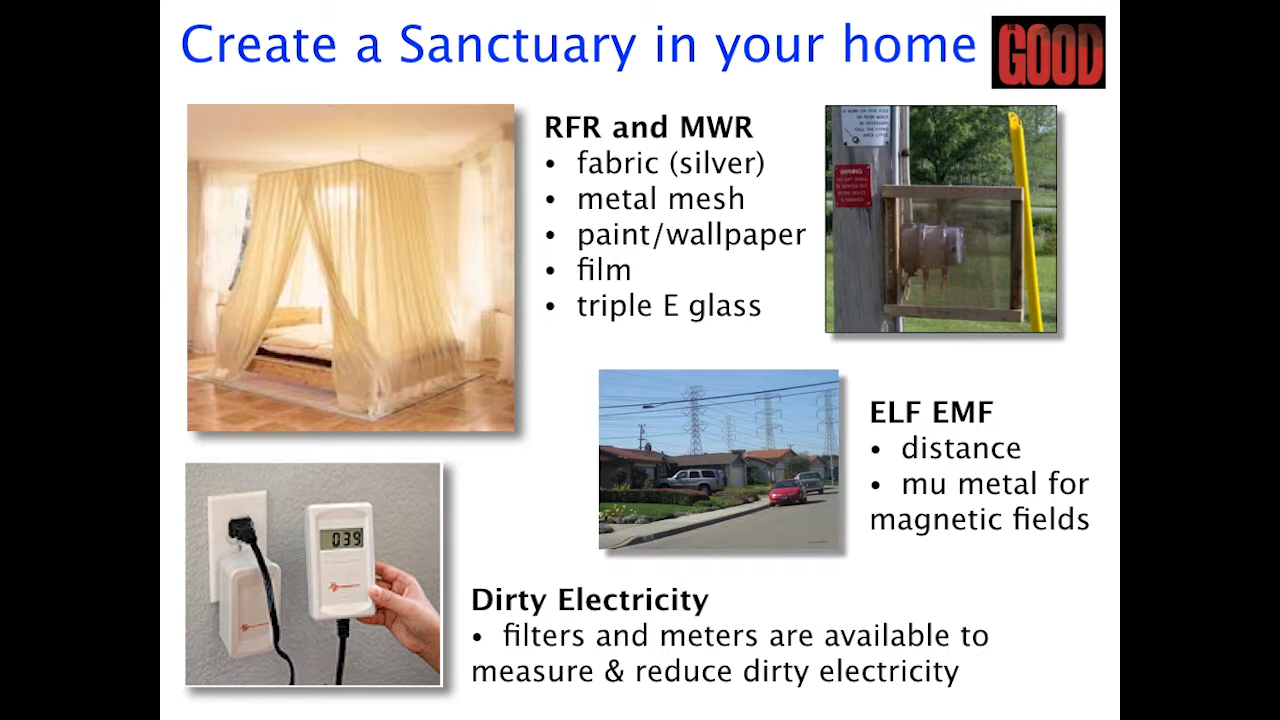 Create a Sanctuary in your home
GOOD
RFR and MWR
• fabric (silver)
• metal mesh
• paint/wallpaper
• film
• triple E glass
WARNING
ELF EMF
• distance
• mu metal for
magnetic fields
039
Dirty Electricity
• filters and meters are available to
measure & reduce dirty electricity